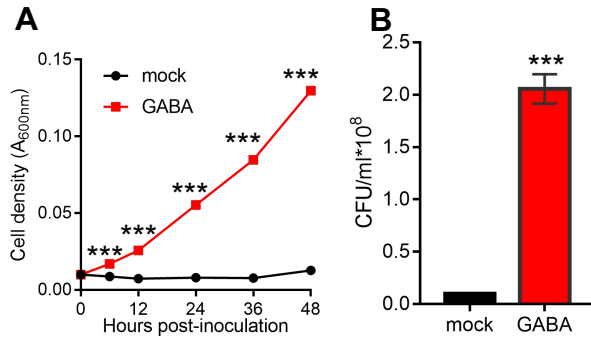 A
Cell density (A600nm)
0.15
0.10
0.05
0.00
mock
GABA
***
***
***
***
***
0 12 24 36 48
Hours post-inoculation
B
CFU/ml*10^8
2.5
2.0
1.5
1.0
0.5
0.0
***
mock GABA